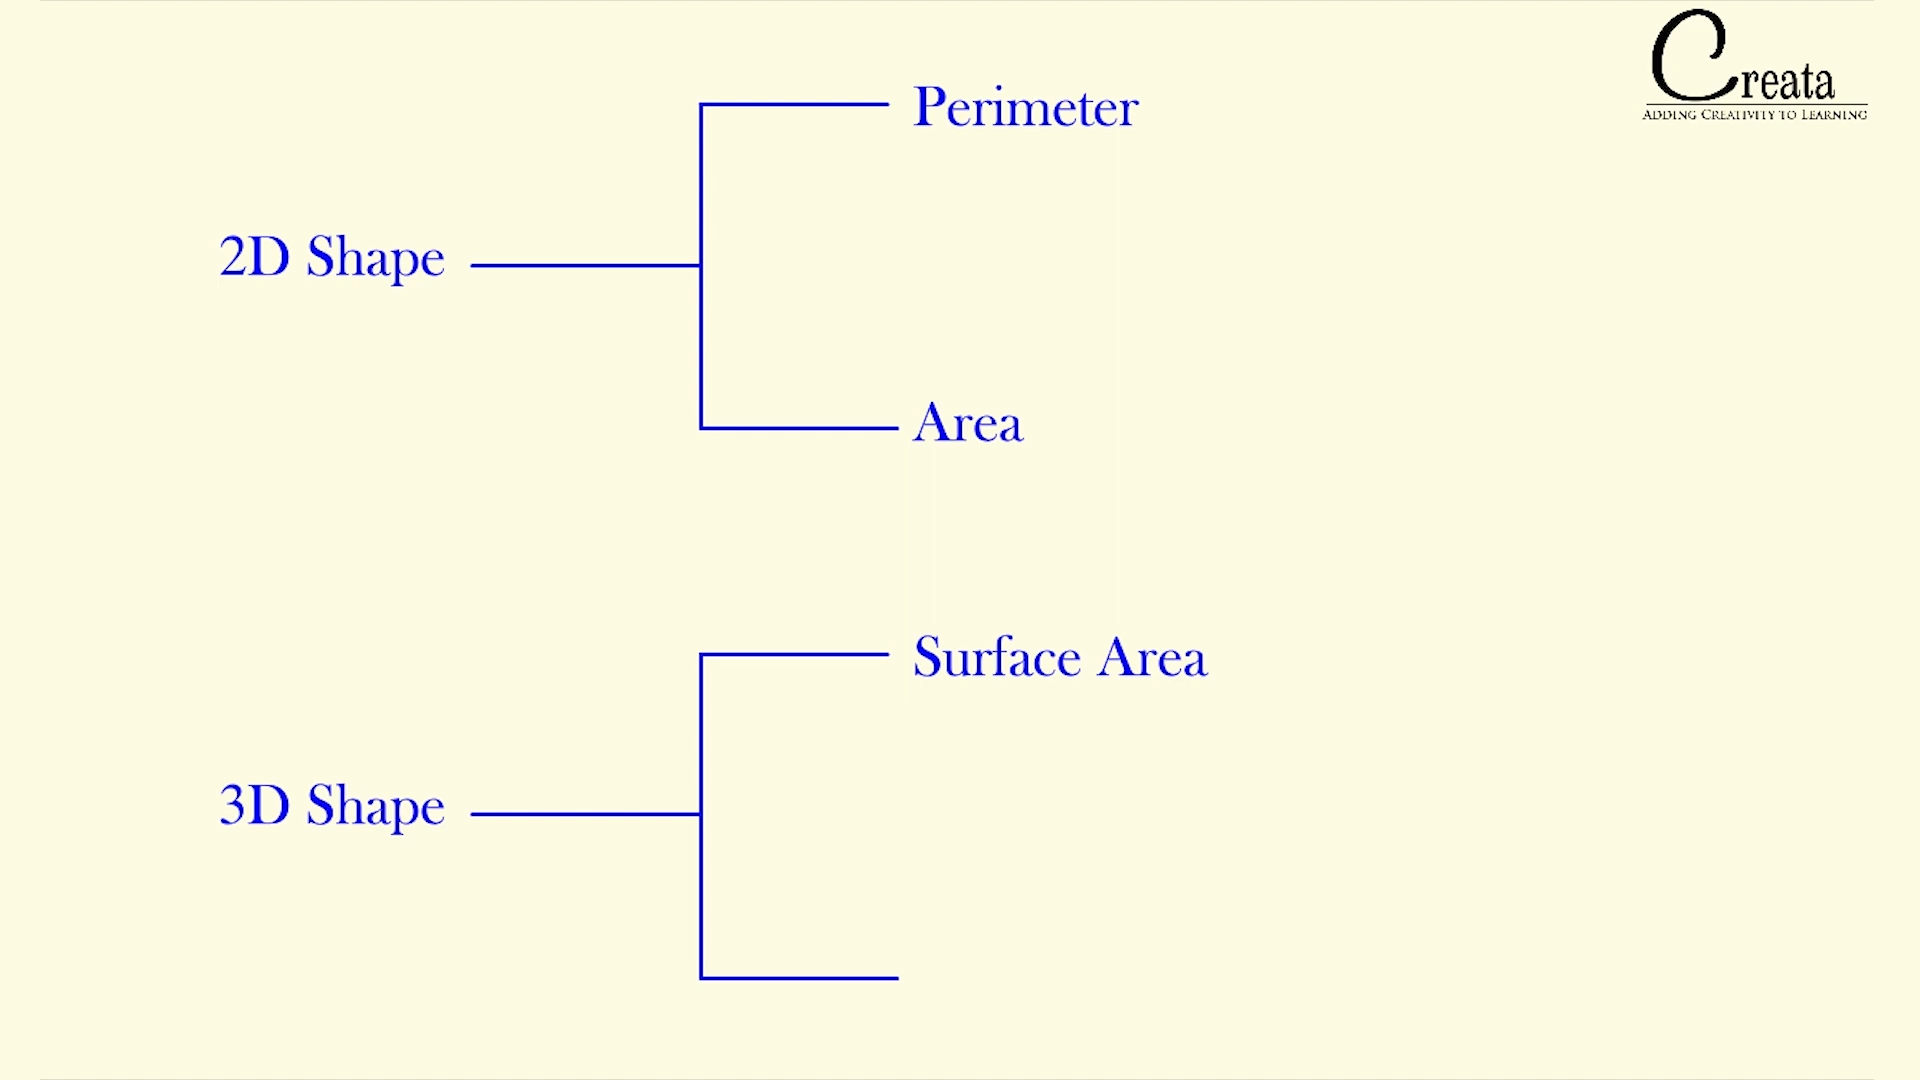 Creata
ADDING CREATIVITY TO LEARNING
Perimeter
2D Shape
Area
Surface Area
3D Shape